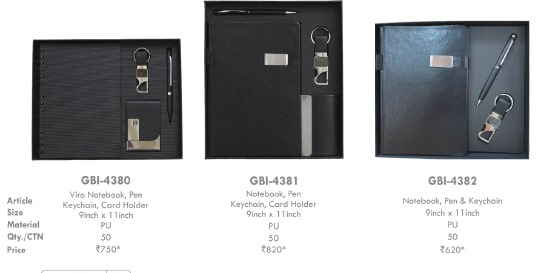 GBI-4380 GBI-4381 GBI-4382
Article Viro Notebook, Pen Notebook, Pen Notebook, Pen & Keychain
Keychain, Card Holder Keychain, Card Holder
Size 9inch x 11inch 9inch x 11inch 9inch x 11inch
Material PU PU PU
Qty./CTN 50 50 50
Price ₹750* ₹820* ₹620*